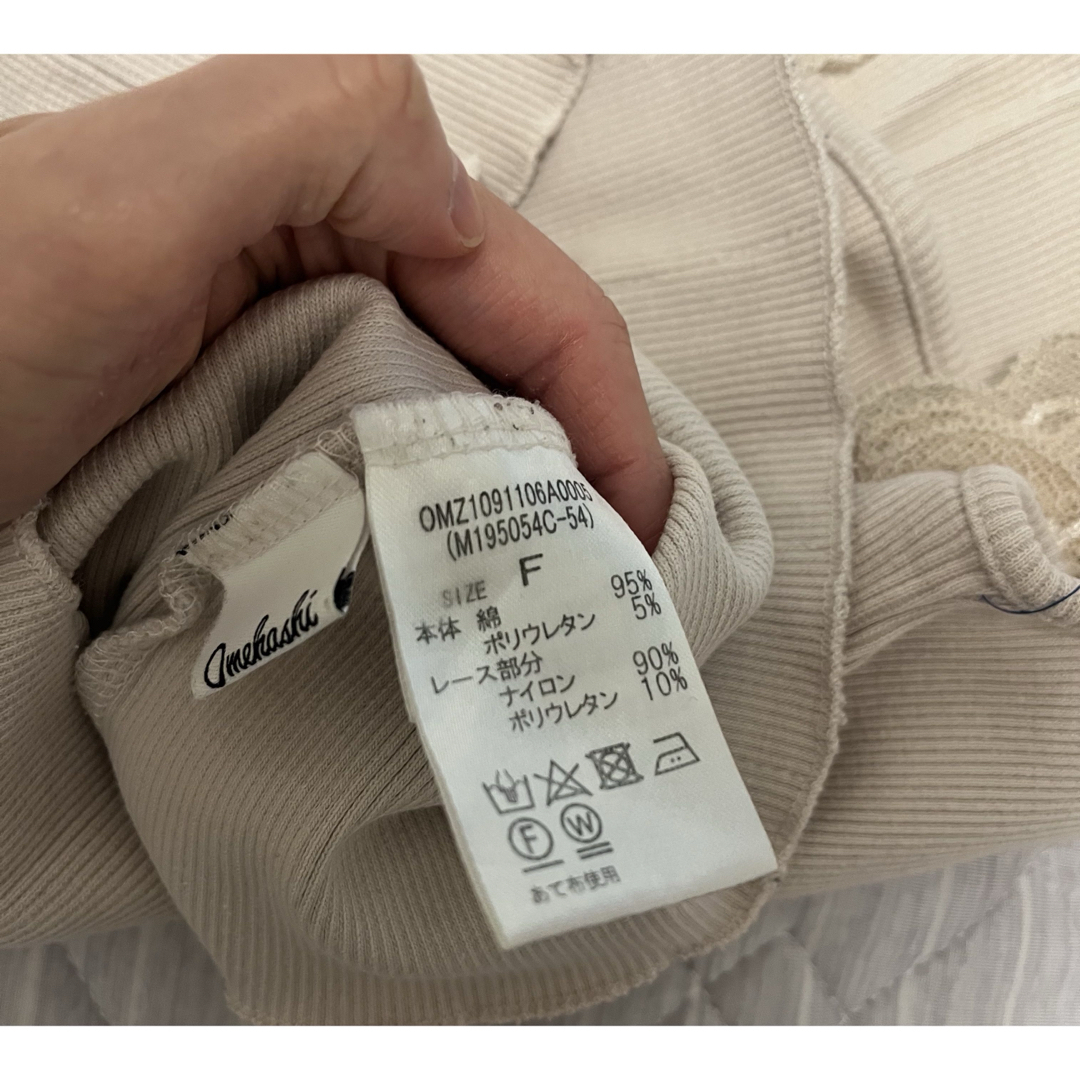 OMZ1091106A0005
(M195054C-54)
SIZE F
本体 綿 95%
ポリウレタン 5%
レース部分
ナイロン 90%
ポリウレタン 10%
F W
あて布使用
Omekashi